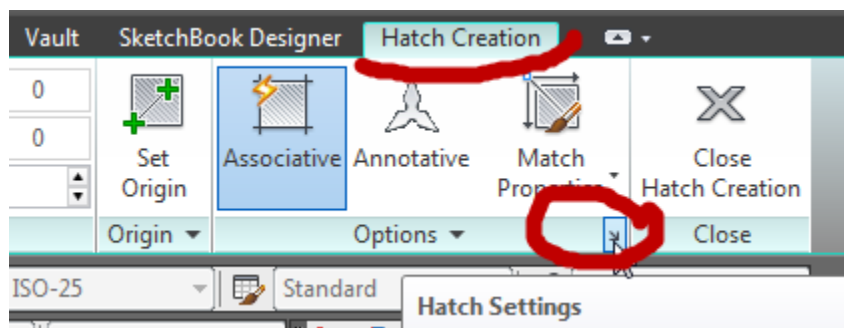 Vault SketchBook Designer Hatch Creation
0
0
Set
Origin
Associative
Annotative
Match
Properties
Close
Hatch Creation
Origin Options Close
ISO-25 Standard
Hatch Settings